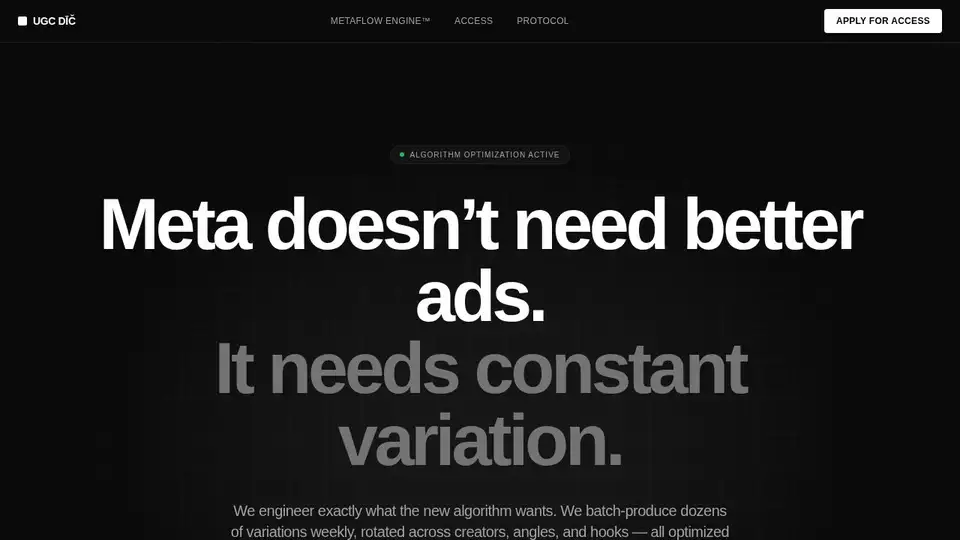 UGC DÍČ
METAFLOW ENGINE™
ACCESS
PROTOCOL
APPLY FOR ACCESS
ALGORITHM OPTIMIZATION ACTIVE
Meta doesn’t need better
ads.
It needs constant
variation.
We engineer exactly what the new algorithm wants. We batch-produce dozens
of variations weekly, rotated across creators, angles, and hooks — all optimized